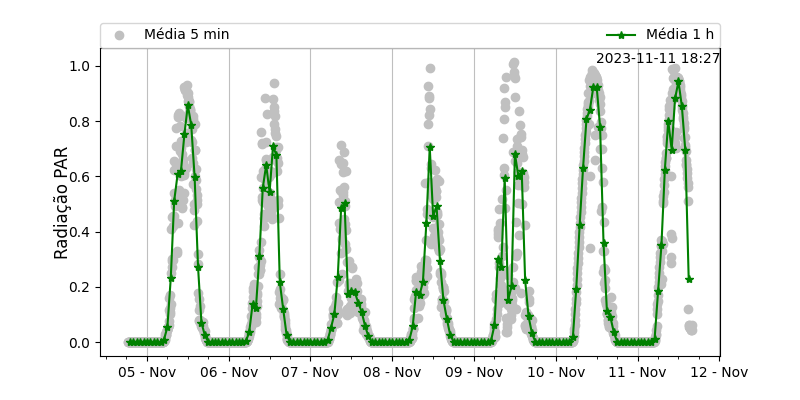 Média 5 min Média 1 h
2023-11-11 18:27
1.0
0.8
0.6
0.4
0.2
0.0
Radiação PAR
05 - Nov 06 - Nov 07 - Nov 08 - Nov 09 - Nov 10 - Nov 11 - Nov 12 - Nov